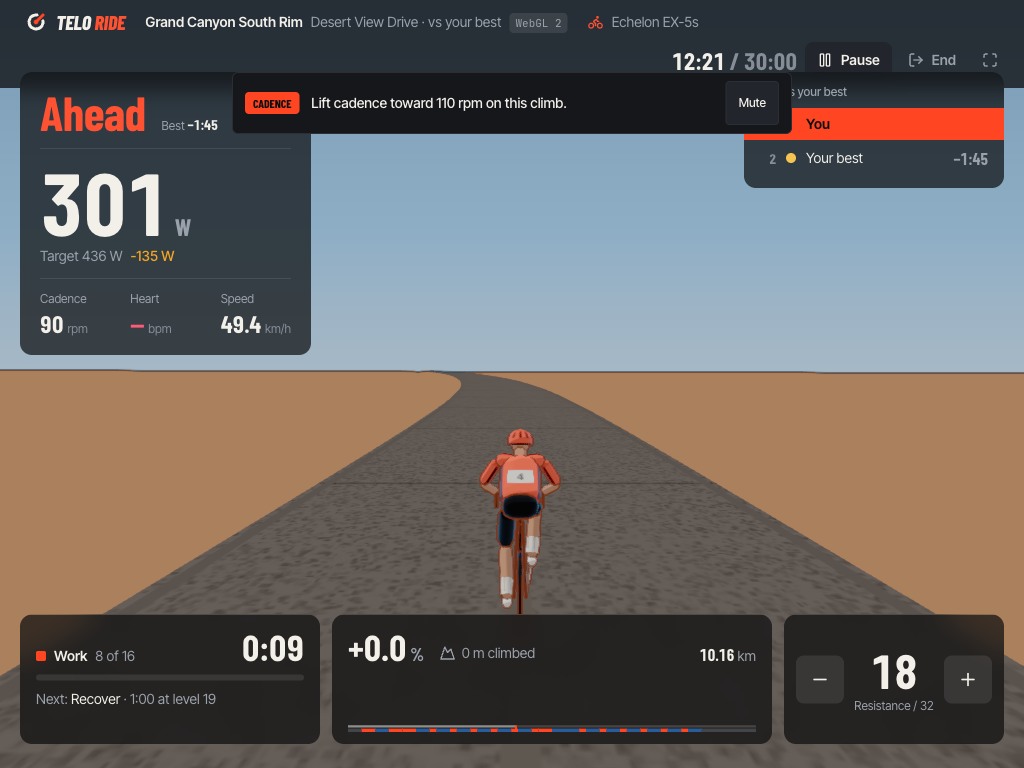 TELO RIDE Grand Canyon South Rim Desert View Drive · vs your best WebGL 2 Echelon EX-5s
12:21 / 30:00 Pause End
Ahead Best −1:45
CADENCE Lift cadence toward 110 rpm on this climb. Mute
your best
You
2 Your best −1:45
301 W
Target 436 W -135 W
Cadence Heart Speed
90 rpm — bpm 49.4 km/h
4
Work 8 of 16 0:09
Next: Recover · 1:00 at level 19
+0.0 % 0 m climbed 10.16 km
− 18 +
Resistance / 32